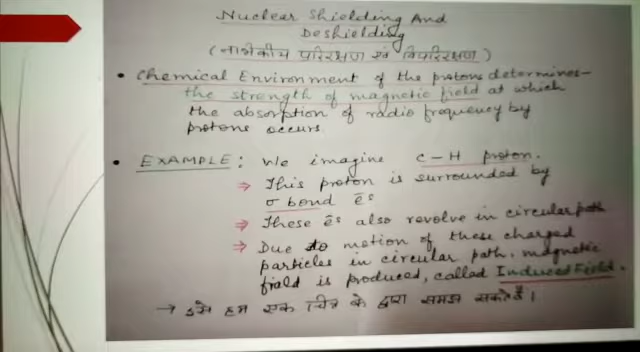 Nuclear Shielding And
Deshielding
(नाभिकीय परिरक्षण एवं विपरिरक्षण)
• Chemical Environment of the protons determines-
the strength of magnetic field at which
the absorption of radio frequency by
protons occurs
• EXAMPLE: We imagine C-H proton.
⇒ This proton is surrounded by
σ bond ēs
⇒ These ēs also revolve in circular path
⇒ Due to motion of these charged
particles in circular path, magnetic
field is produced, called Induced Field.
→ इसे हम एक चित्र के द्वारा समझ सकते हैं।